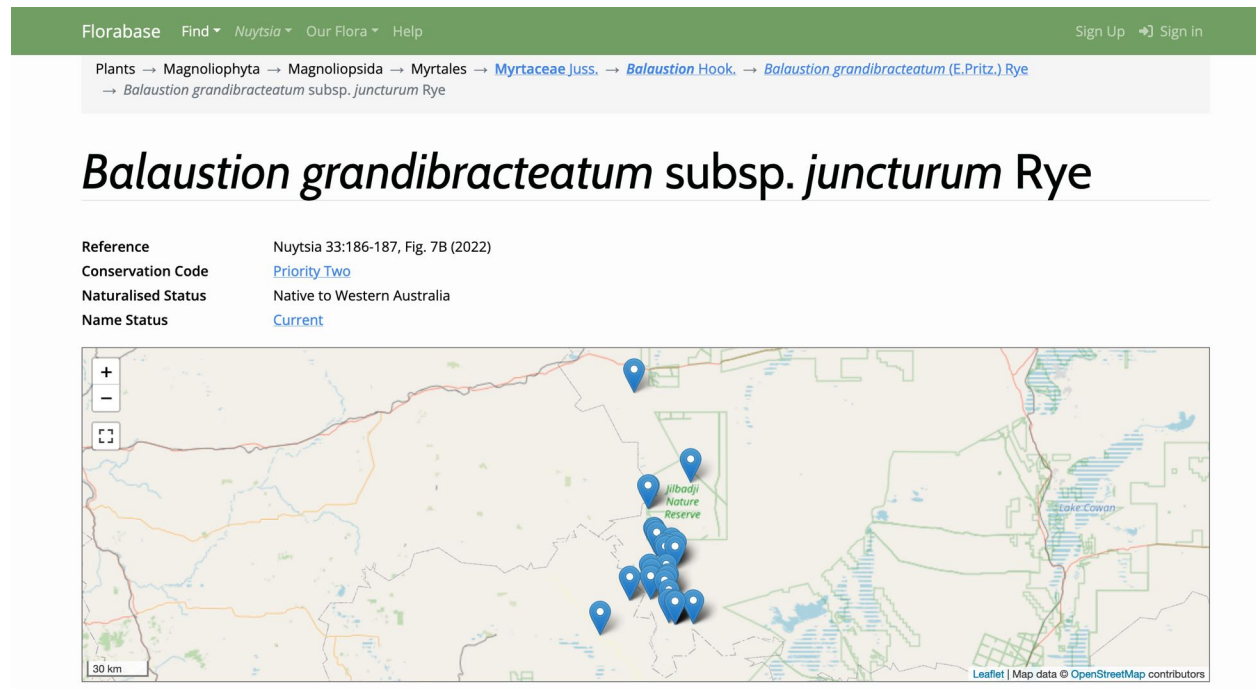 Florabase Find Nuytsia Our Flora Help Sign Up Sign in
Plants → Magnoliophyta → Magnoliopsida → Myrtales → Myrtaceae Juss. → Balaustion Hook. → Balaustion grandibracteatum (E.Pritz.) Rye
→ Balaustion grandibracteatum subsp. juncturum Rye
Balaustion grandibracteatum subsp. juncturum Rye
Reference Nuytsia 33:186-187, Fig. 7B (2022)
Conservation Code Priority Two
Naturalised Status Native to Western Australia
Name Status Current
+
−
Jilbadji
Nature
Reserve
Lake Cowan
30 km
Leaflet | Map data © OpenStreetMap contributors